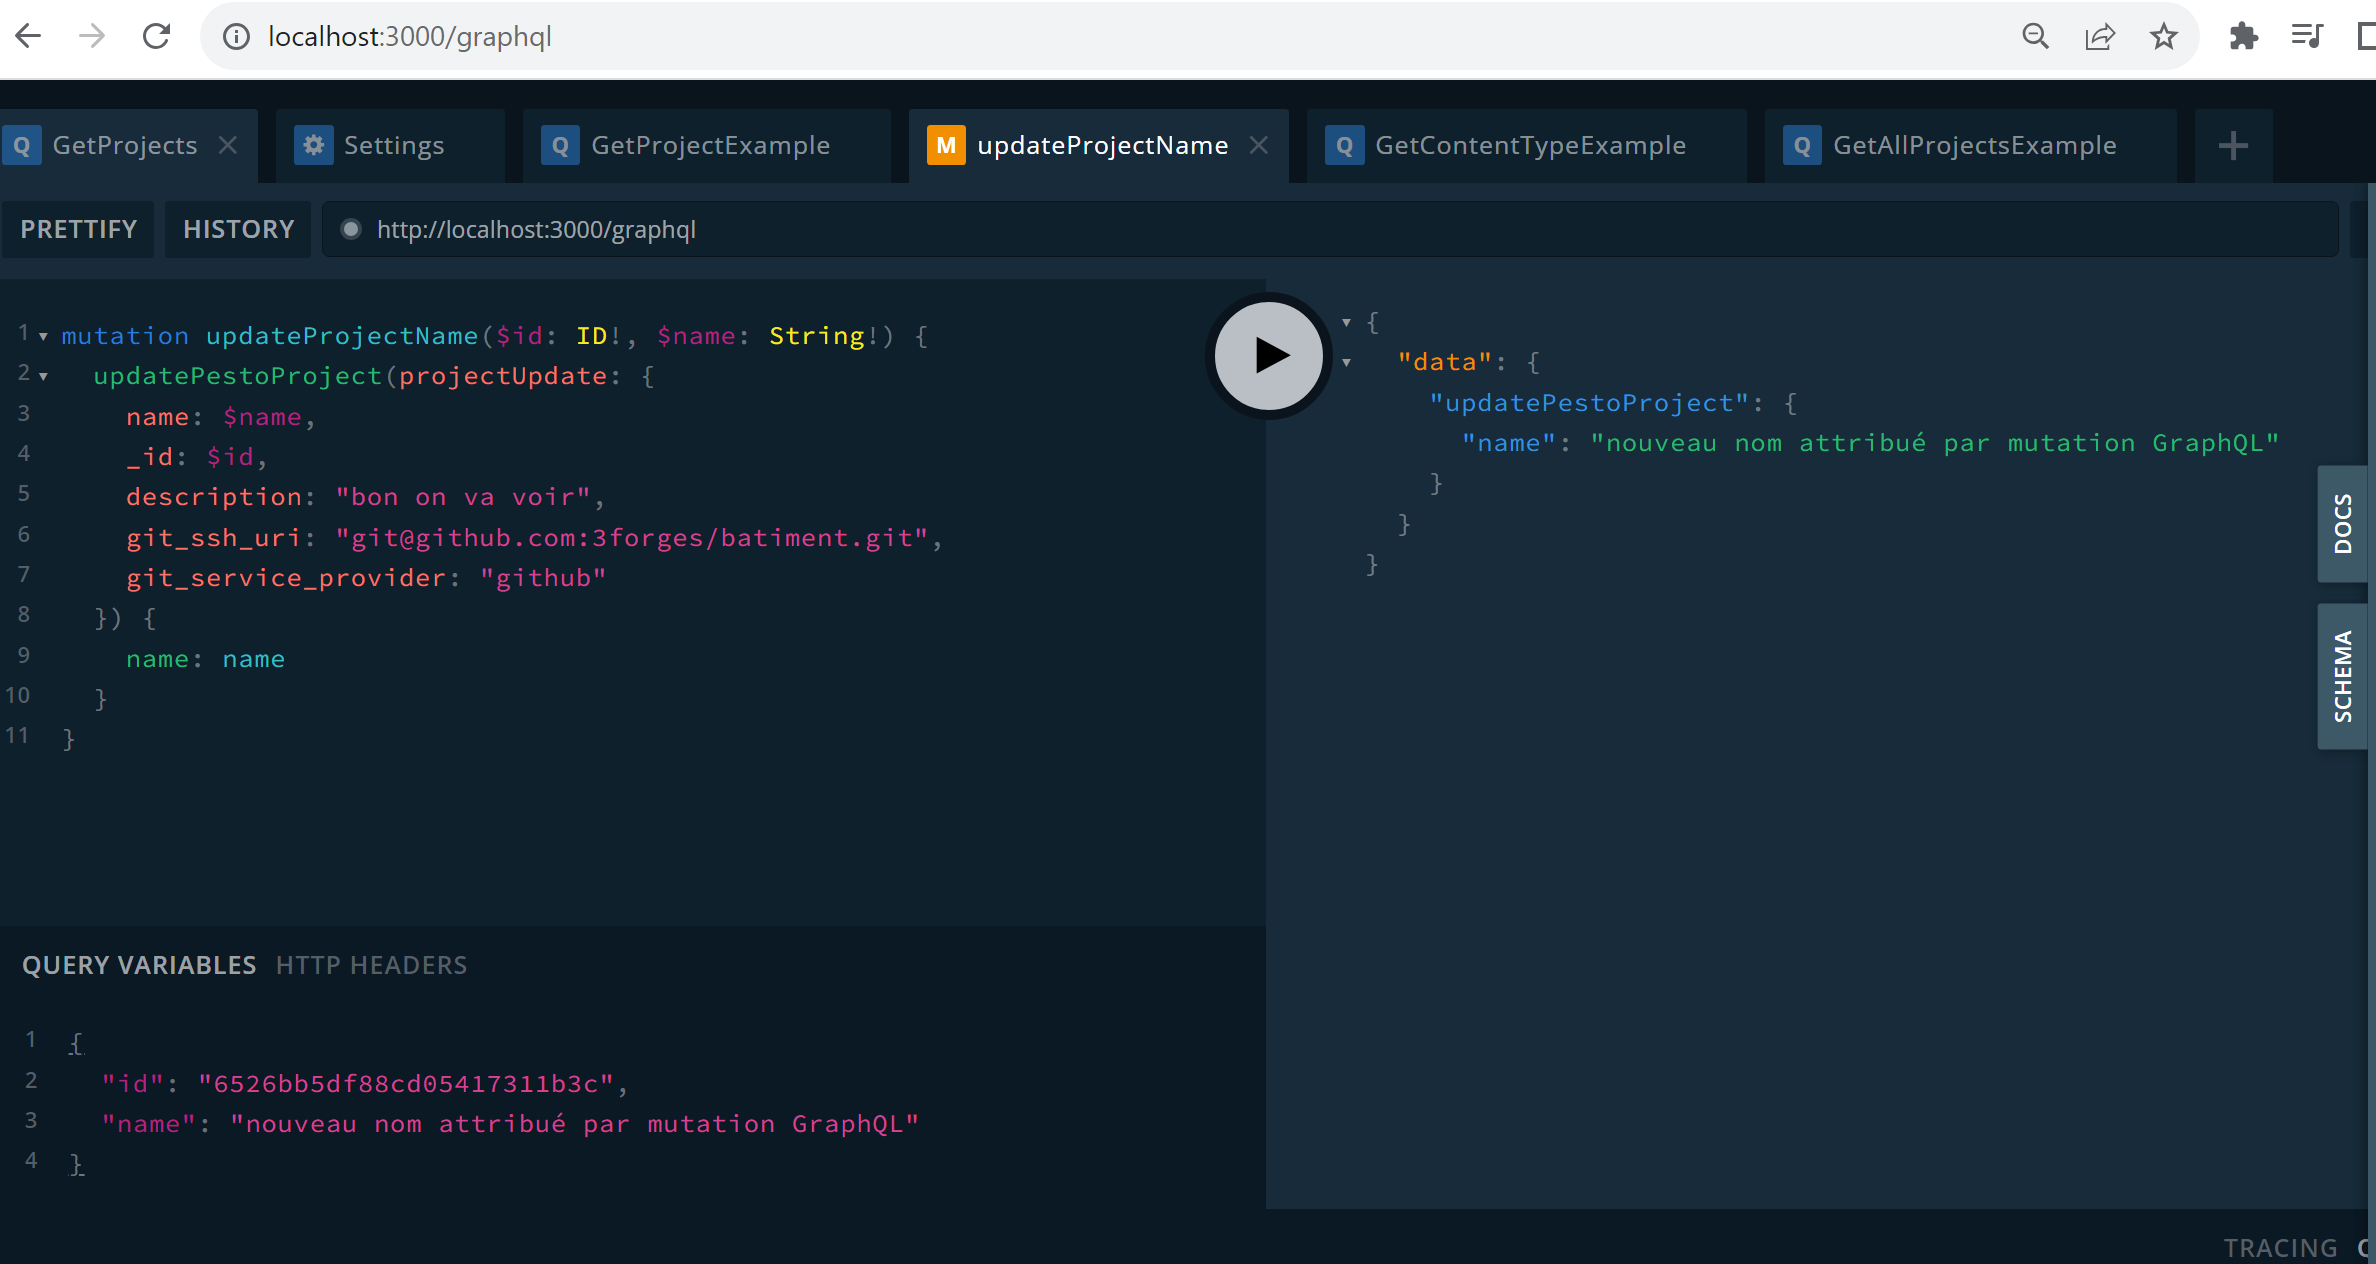 localhost:3000/graphql
Q GetProjects
Settings
Q GetProjectExample
M updateProjectName
Q GetContentTypeExample
Q GetAllProjectsExample
PRETTIFY
HISTORY
http://localhost:3000/graphql
1 mutation updateProjectName($id: ID!, $name: String!) {
2 updatePestoProject(projectUpdate: {
3 name: $name,
4 _id: $id,
5 description: "bon on va voir",
6 git_ssh_uri: "git@github.com:3forges/batiment.git",
7 git_service_provider: "github"
8 }) {
9 name: name
10 }
11 }
{
"data": {
"updatePestoProject": {
"name": "nouveau nom attribué par mutation GraphQL"
}
}
}
DOCS
SCHEMA
QUERY VARIABLES HTTP HEADERS
1 {
2 "id": "6526bb5df88cd05417311b3c",
3 "name": "nouveau nom attribué par mutation GraphQL"
4 }
TRACING